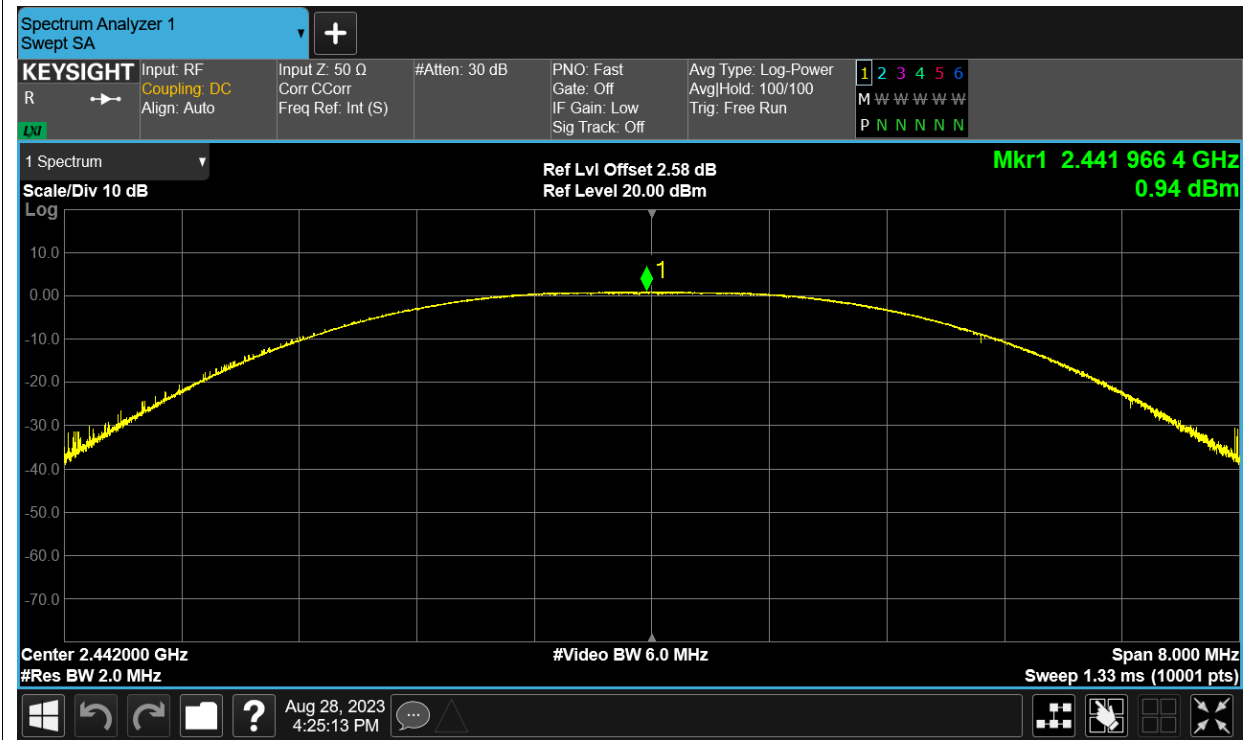 Spectrum Analyzer 1
Swept SA
KEYSIGHT
R
LXI
Input: RF
Coupling: DC
Align: Auto
Input Z: 50 Ω
Corr CCorr
Freq Ref: Int (S)
#Atten: 30 dB
PNO: Fast
Gate: Off
IF Gain: Low
Sig Track: Off
Avg Type: Log-Power
Avg|Hold: 100/100
Trig: Free Run
1 2 3 4 5 6
M W W W W W
P N N N N N
1 Spectrum
Scale/Div 10 dB
Ref Lvl Offset 2.58 dB
Ref Level 20.00 dBm
Mkr1 2.441 966 4 GHz
0.94 dBm
Log
10.0
0.00
-10.0
-20.0
-30.0
-40.0
-50.0
-60.0
-70.0
1
Center 2.442000 GHz
#Res BW 2.0 MHz
#Video BW 6.0 MHz
Span 8.000 MHz
Sweep 1.33 ms (10001 pts)
?
Aug 28, 2023
4:25:13 PM